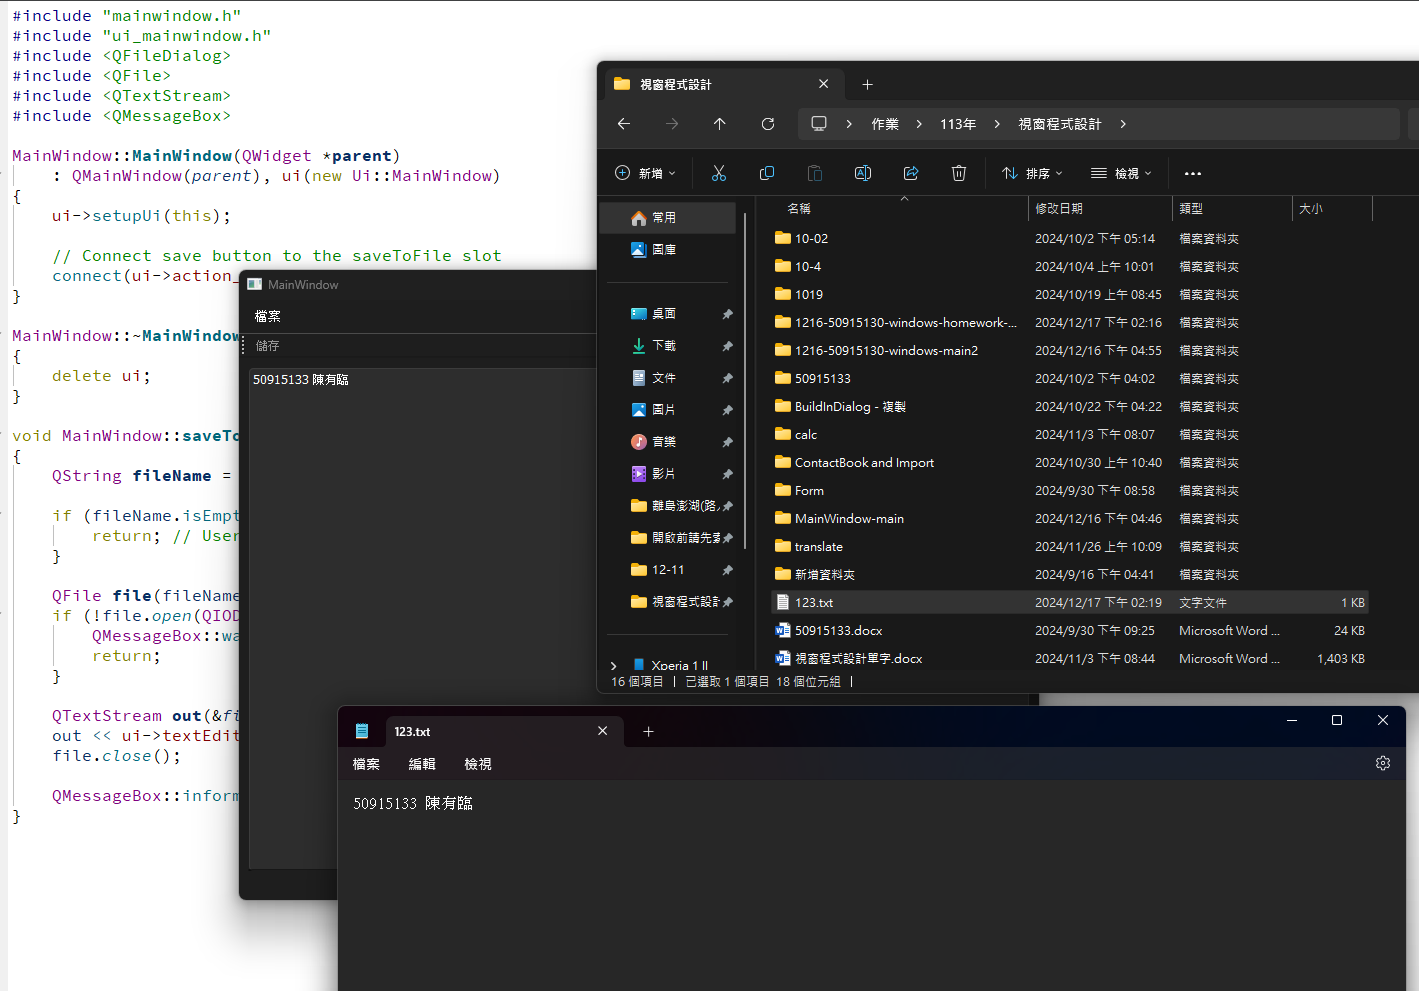 #include "mainwindow.h"
#include "ui_mainwindow.h"
#include <QFileDialog>
#include <QFile>
#include <QTextStream>
#include <QMessageBox>
MainWindow::MainWindow(QWidget *parent)
: QMainWindow(parent), ui(new Ui::MainWindow)
{
ui->setupUi(this);
// Connect save button to the saveToFile slot
connect(ui->action_
}
MainWindow::~MainWindow
{
delete ui;
}
void MainWindow::saveTo
{
QString fileName =
if (fileName.isEmpt
return; // User
}
QFile file(fileName
if (!file.open(QIOD
QMessageBox::wa
return;
}
QTextStream out(&fi
out << ui->textEdit
file.close();
QMessageBox::inform
}
MainWindow
檔案
儲存
50915133 陳有臨
視窗程式設計
作業 > 113年 > 視窗程式設計 >
新增 排序 檢視 ...
名稱 修改日期 類型 大小
常用
圖庫
桌面
下載
文件
圖片
音樂
影片
離島澎湖(路
開啟前請先
12-11
視窗程式設計
Xperia 1 II
10-02 2024/10/2 下午 05:14 檔案資料夾
10-4 2024/10/4 上午 10:01 檔案資料夾
1019 2024/10/19 上午 08:45 檔案資料夾
1216-50915130-windows-homework-... 2024/12/17 下午 02:16 檔案資料夾
1216-50915130-windows-main2 2024/12/16 下午 04:55 檔案資料夾
50915133 2024/10/2 下午 04:02 檔案資料夾
BuildInDialog - 複製 2024/10/22 下午 04:22 檔案資料夾
calc 2024/11/3 下午 08:07 檔案資料夾
ContactBook and Import 2024/10/30 上午 10:40 檔案資料夾
Form 2024/9/30 下午 08:58 檔案資料夾
MainWindow-main 2024/12/16 下午 04:46 檔案資料夾
translate 2024/11/26 上午 10:09 檔案資料夾
新增資料夾 2024/9/16 下午 04:41 檔案資料夾
123.txt 2024/12/17 下午 02:19 文字文件 1 KB
50915133.docx 2024/9/30 下午 09:25 Microsoft Word ... 24 KB
視窗程式設計單字.docx 2024/11/3 下午 08:44 Microsoft Word ... 1,403 KB
16 個項目 | 已選取 1 個項目 18 個位元組 |
123.txt
檔案 編輯 檢視
50915133 陳有臨